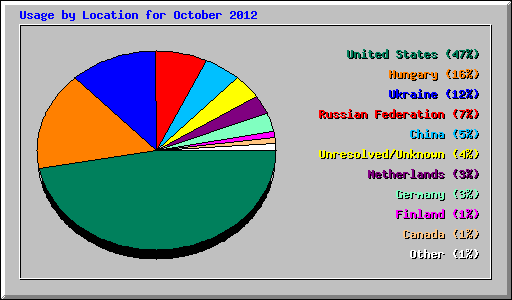 Usage by Location for October 2012
United States (47%)
Hungary (16%)
Ukraine (12%)
Russian Federation (7%)
China (5%)
Unresolved/Unknown (4%)
Netherlands (3%)
Germany (3%)
Finland (1%)
Canada (1%)
Other (1%)